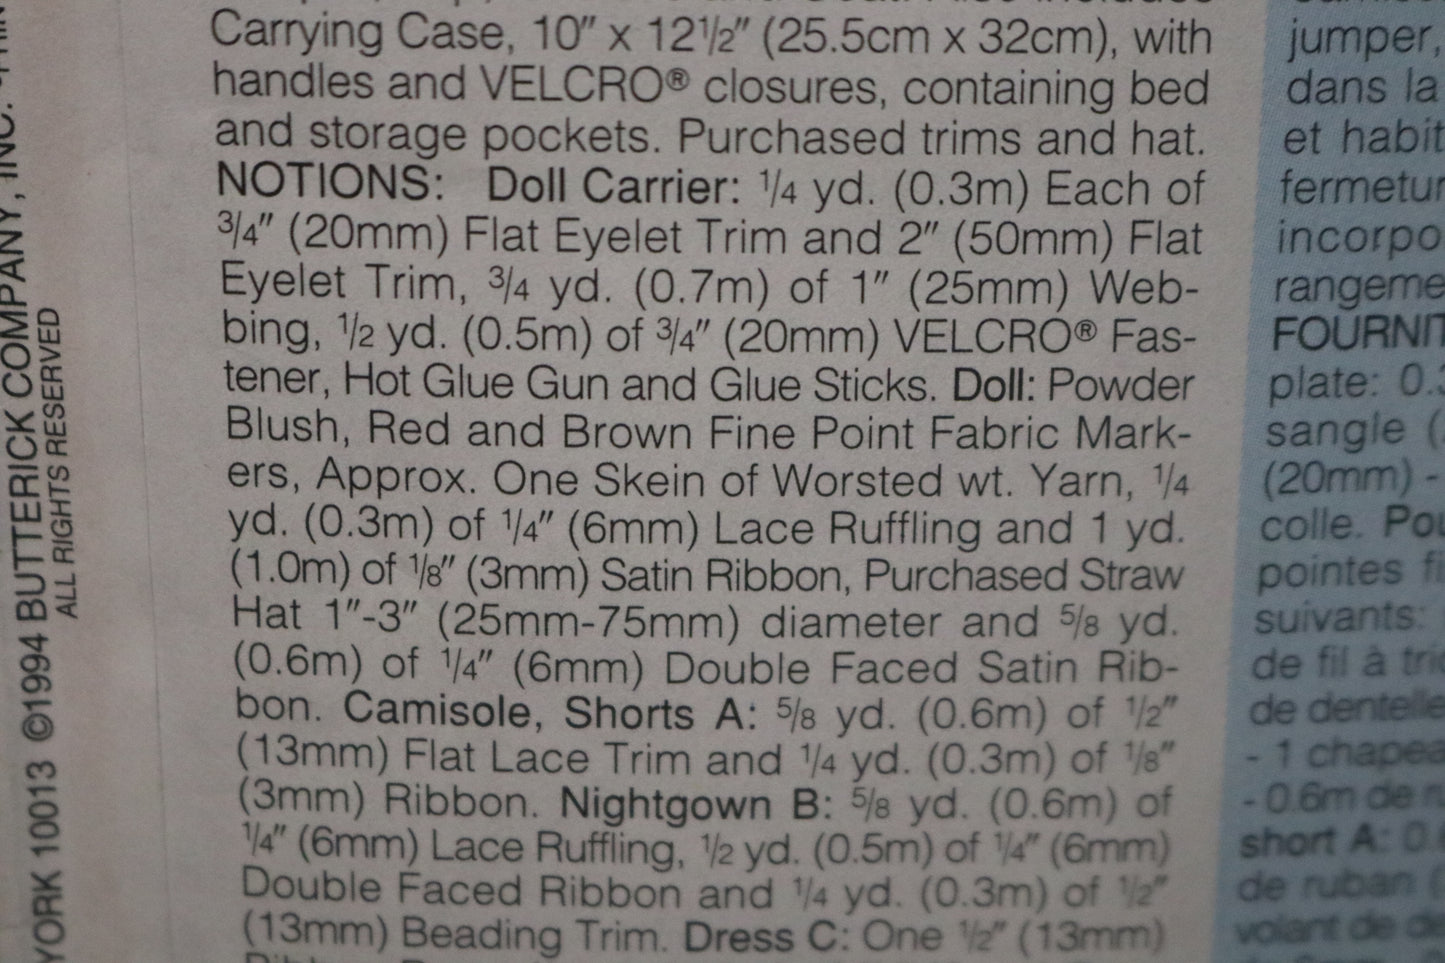 Carrying Case, 10″ x 12½″ (25.5cm x 32cm), with
handles and VELCRO® closures, containing bed
and storage pockets. Purchased trims and hat.
NOTIONS: Doll Carrier: ¼ yd. (0.3m) Each of
¾″ (20mm) Flat Eyelet Trim and 2″ (50mm) Flat
Eyelet Trim, ¾ yd. (0.7m) of 1″ (25mm) Web-
bing, ½ yd. (0.5m) of ¾″ (20mm) VELCRO® Fas-
tener, Hot Glue Gun and Glue Sticks. Doll: Powder
Blush, Red and Brown Fine Point Fabric Mark-
ers, Approx. One Skein of Worsted wt. Yarn, ¼
yd. (0.3m) of ¼″ (6mm) Lace Ruffling and 1 yd.
(1.0m) of ⅛″ (3mm) Satin Ribbon, Purchased Straw
Hat 1″-3″ (25mm-75mm) diameter and ⅝ yd.
(0.6m) of ¼″ (6mm) Double Faced Satin Rib-
bon. Camisole, Shorts A: ⅝ yd. (0.6m) of ½″
(13mm) Flat Lace Trim and ¼ yd. (0.3m) of ⅛″
(3mm) Ribbon. Nightgown B: ⅝ yd. (0.6m) of
¼″ (6mm) Lace Ruffling, ½ yd. (0.5m) of ¼″ (6mm)
Double Faced Ribbon and ¼ yd. (0.3m) of ½″
(13mm) Beading Trim. Dress C: One ½″ (13mm)
YORK 10013 ©1994 BUTTERICK COMPANY, INC.
ALL RIGHTS RESERVED
jumper,
dans la
et habit
fermetur
incorpo
rangeme
FOURNIT
plate: 0.3
sangle (
(20mm) -
colle. Pou
pointes fi
suivants:
de fil à tri
de dentelle
- 1 chapea
- 0.6m de
short A: 0.
de ruban (
volant de de